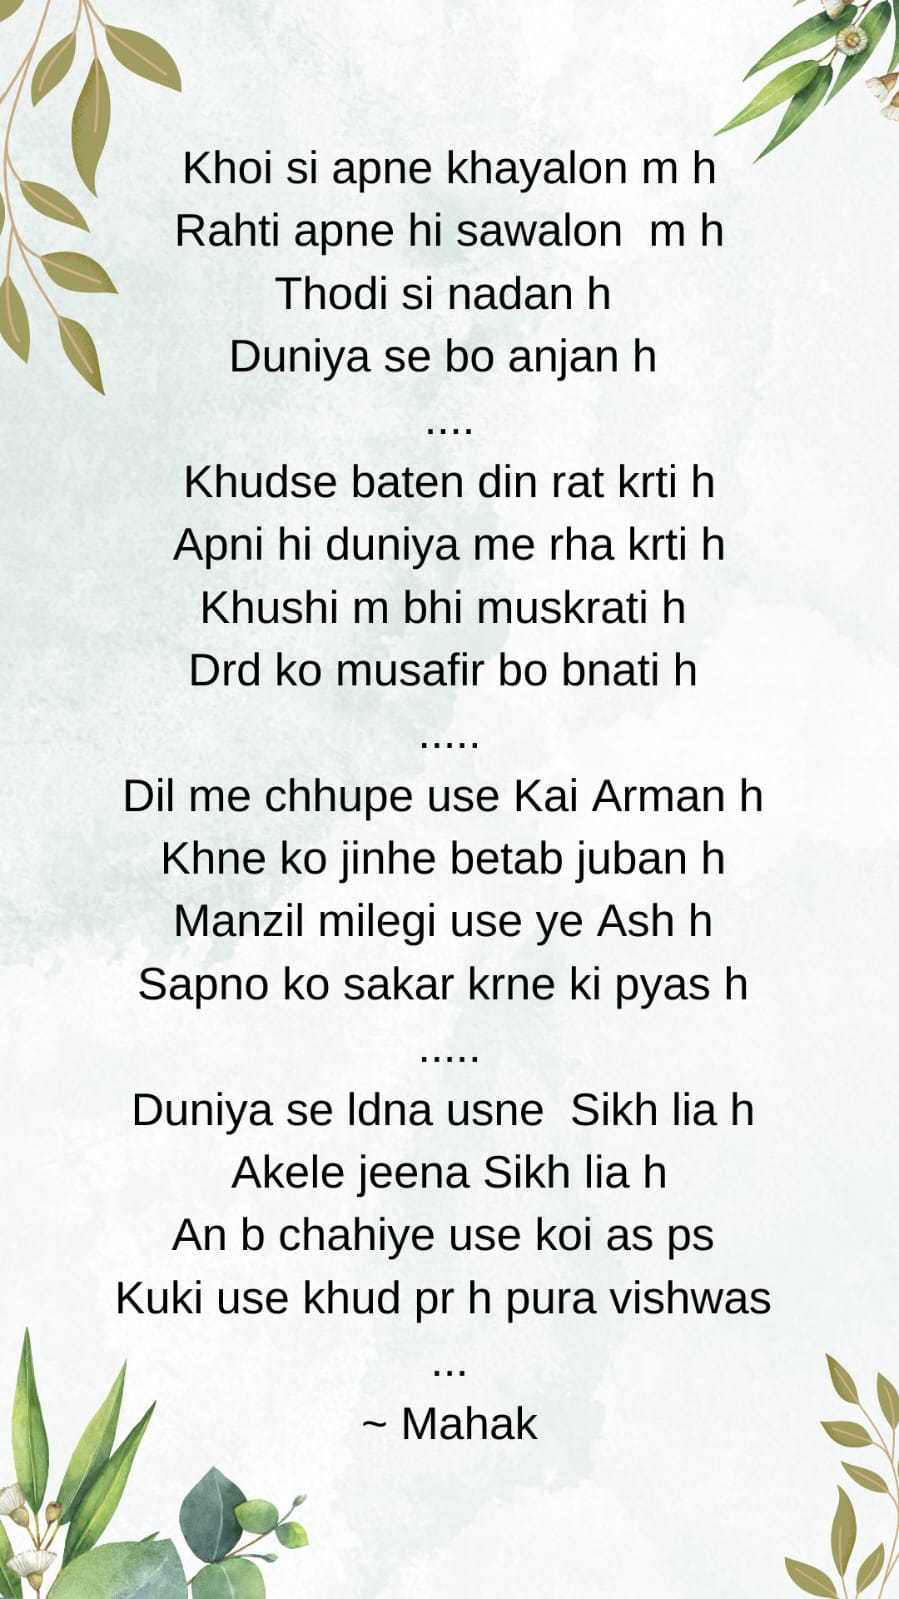 Khoi si apne khayalon m h
Rahti apne hi sawalon  m h
Thodi si nadan h
Duniya se bo anjan h
....
Khudse baten din rat krti h
Apni hi duniya me rha krti h
Khushi m bhi muskrati h
Drd ko musafir bo bnati h
.....
Dil me chhupe use Kai Arman h
Khne ko jinhe betab juban h
Manzil milegi use ye Ash h
Sapno ko sakar krne ki pyas h
.....
Duniya se ldna usne  Sikh lia h
Akele jeena Sikh lia h
An b chahiye use koi as ps
Kuki use khud pr h pura vishwas
...
~ Mahak